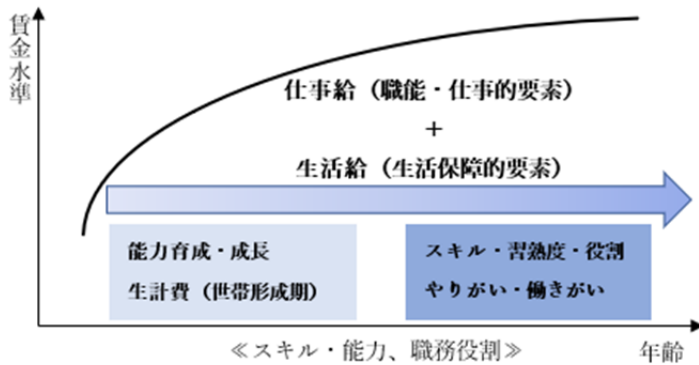 賃金水準
仕事給（職能・仕事的要素）
＋
生活給（生活保障的要素）
能力育成・成長
生計費（世帯形成期）
スキル・習熟度・役割
やりがい・働きがい
≪スキル・能力、職務役割≫
年齢